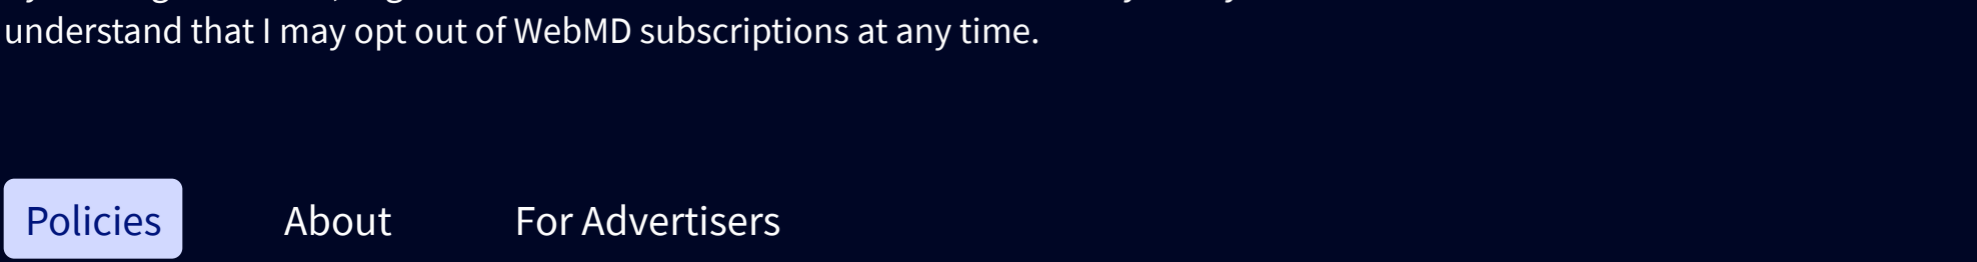 understand that I may opt out of WebMD subscriptions at any time.
Policies About For Advertisers